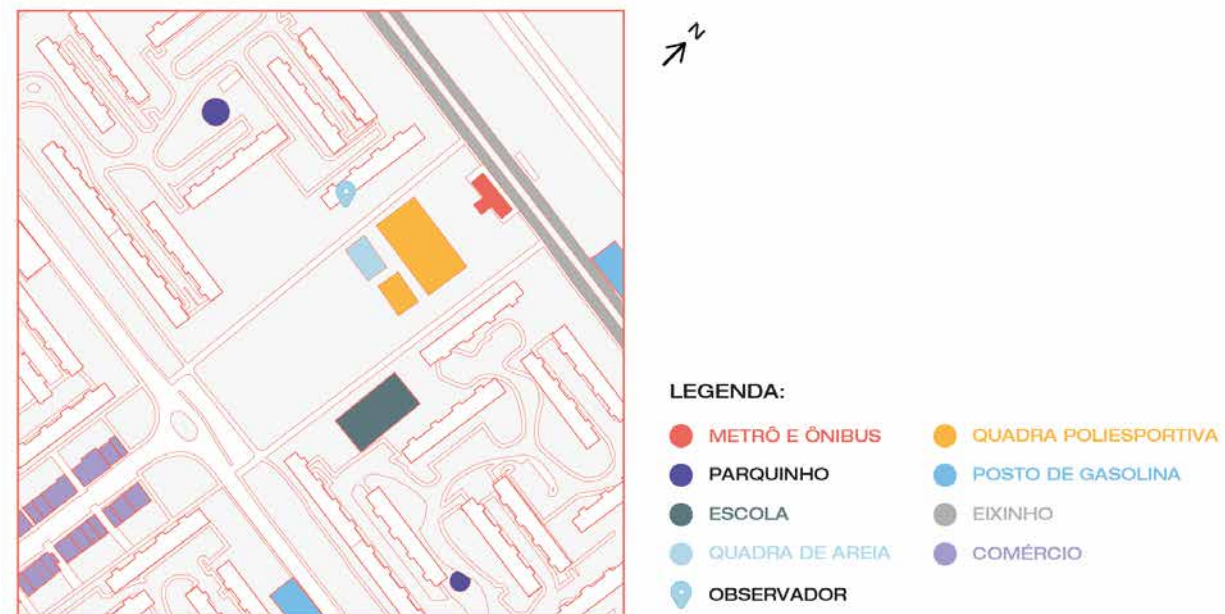 N
LEGENDA:
METRÔ E ÔNIBUS
PARQUINHO
ESCOLA
QUADRA DE AREIA
OBSERVADOR
QUADRA POLIESPORTIVA
POSTO DE GASOLINA
EIXINHO
COMÉRCIO